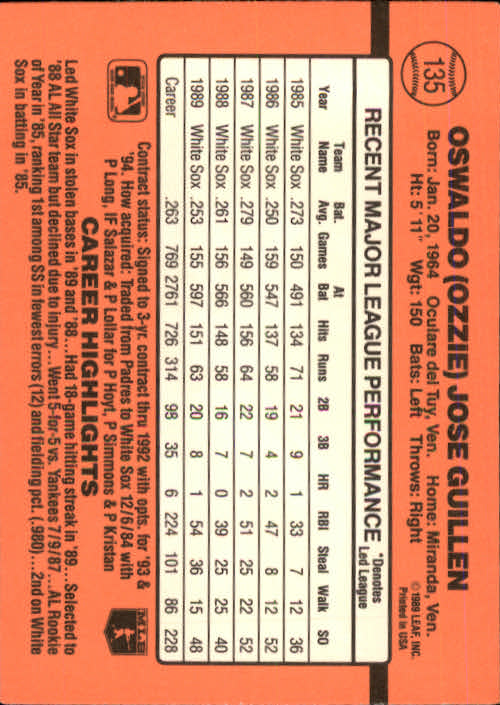 135
OSWALDO (OZZIE) JOSE GUILLEN
Born: Jan. 20, 1964 Oculare del Tuy, Ven. Home: Miranda, Ven.
Ht: 5' 11" Wgt: 150 Bats: Left Throws: Right
© 1989 LEAF, INC.
Printed in USA
RECENT MAJOR LEAGUE PERFORMANCE
*Denotes
Led League
Team Bat. At
Year Name Avg. Games Bat Hits Runs 2B 3B HR RBI Steal Walk SO
1985 White Sox .273 150 491 134 71 21 9 1 33 7 12 36
1986 White Sox .250 159 547 137 58 19 4 2 47 8 12 52
1987 White Sox .279 149 560 156 64 22 7 2 51 25 22 52
1988 White Sox .261 156 566 148 58 16 7 0 39 25 25 40
1989 White Sox .253 155 597 151 63 20 8 1 54 36 15 48
Career .263 769 2761 726 314 98 35 6 224 101 86 228
Contract status: Signed to 3-yr. contract thru 1992 with opts. for '93 &
'94. How acquired: Traded from Padres to White Sox 12/6/84 with
P Long, IF Salazar & P Lollar for P Hoyt, P Simmons & P Kristan
MLB
CAREER HIGHLIGHTS
Led White Sox in stolen bases in '89 and '88... Had 18-game hitting streak in '89... Selected to
'88 AL All Star team but declined due to injury... Went 5-for-5 vs. Yankees 7/9/87... AL Rookie
of Year in '85, ranking 1st among SS in fewest errors (12) and fielding pct. (.980)... 2nd on White
Sox in batting in '85.